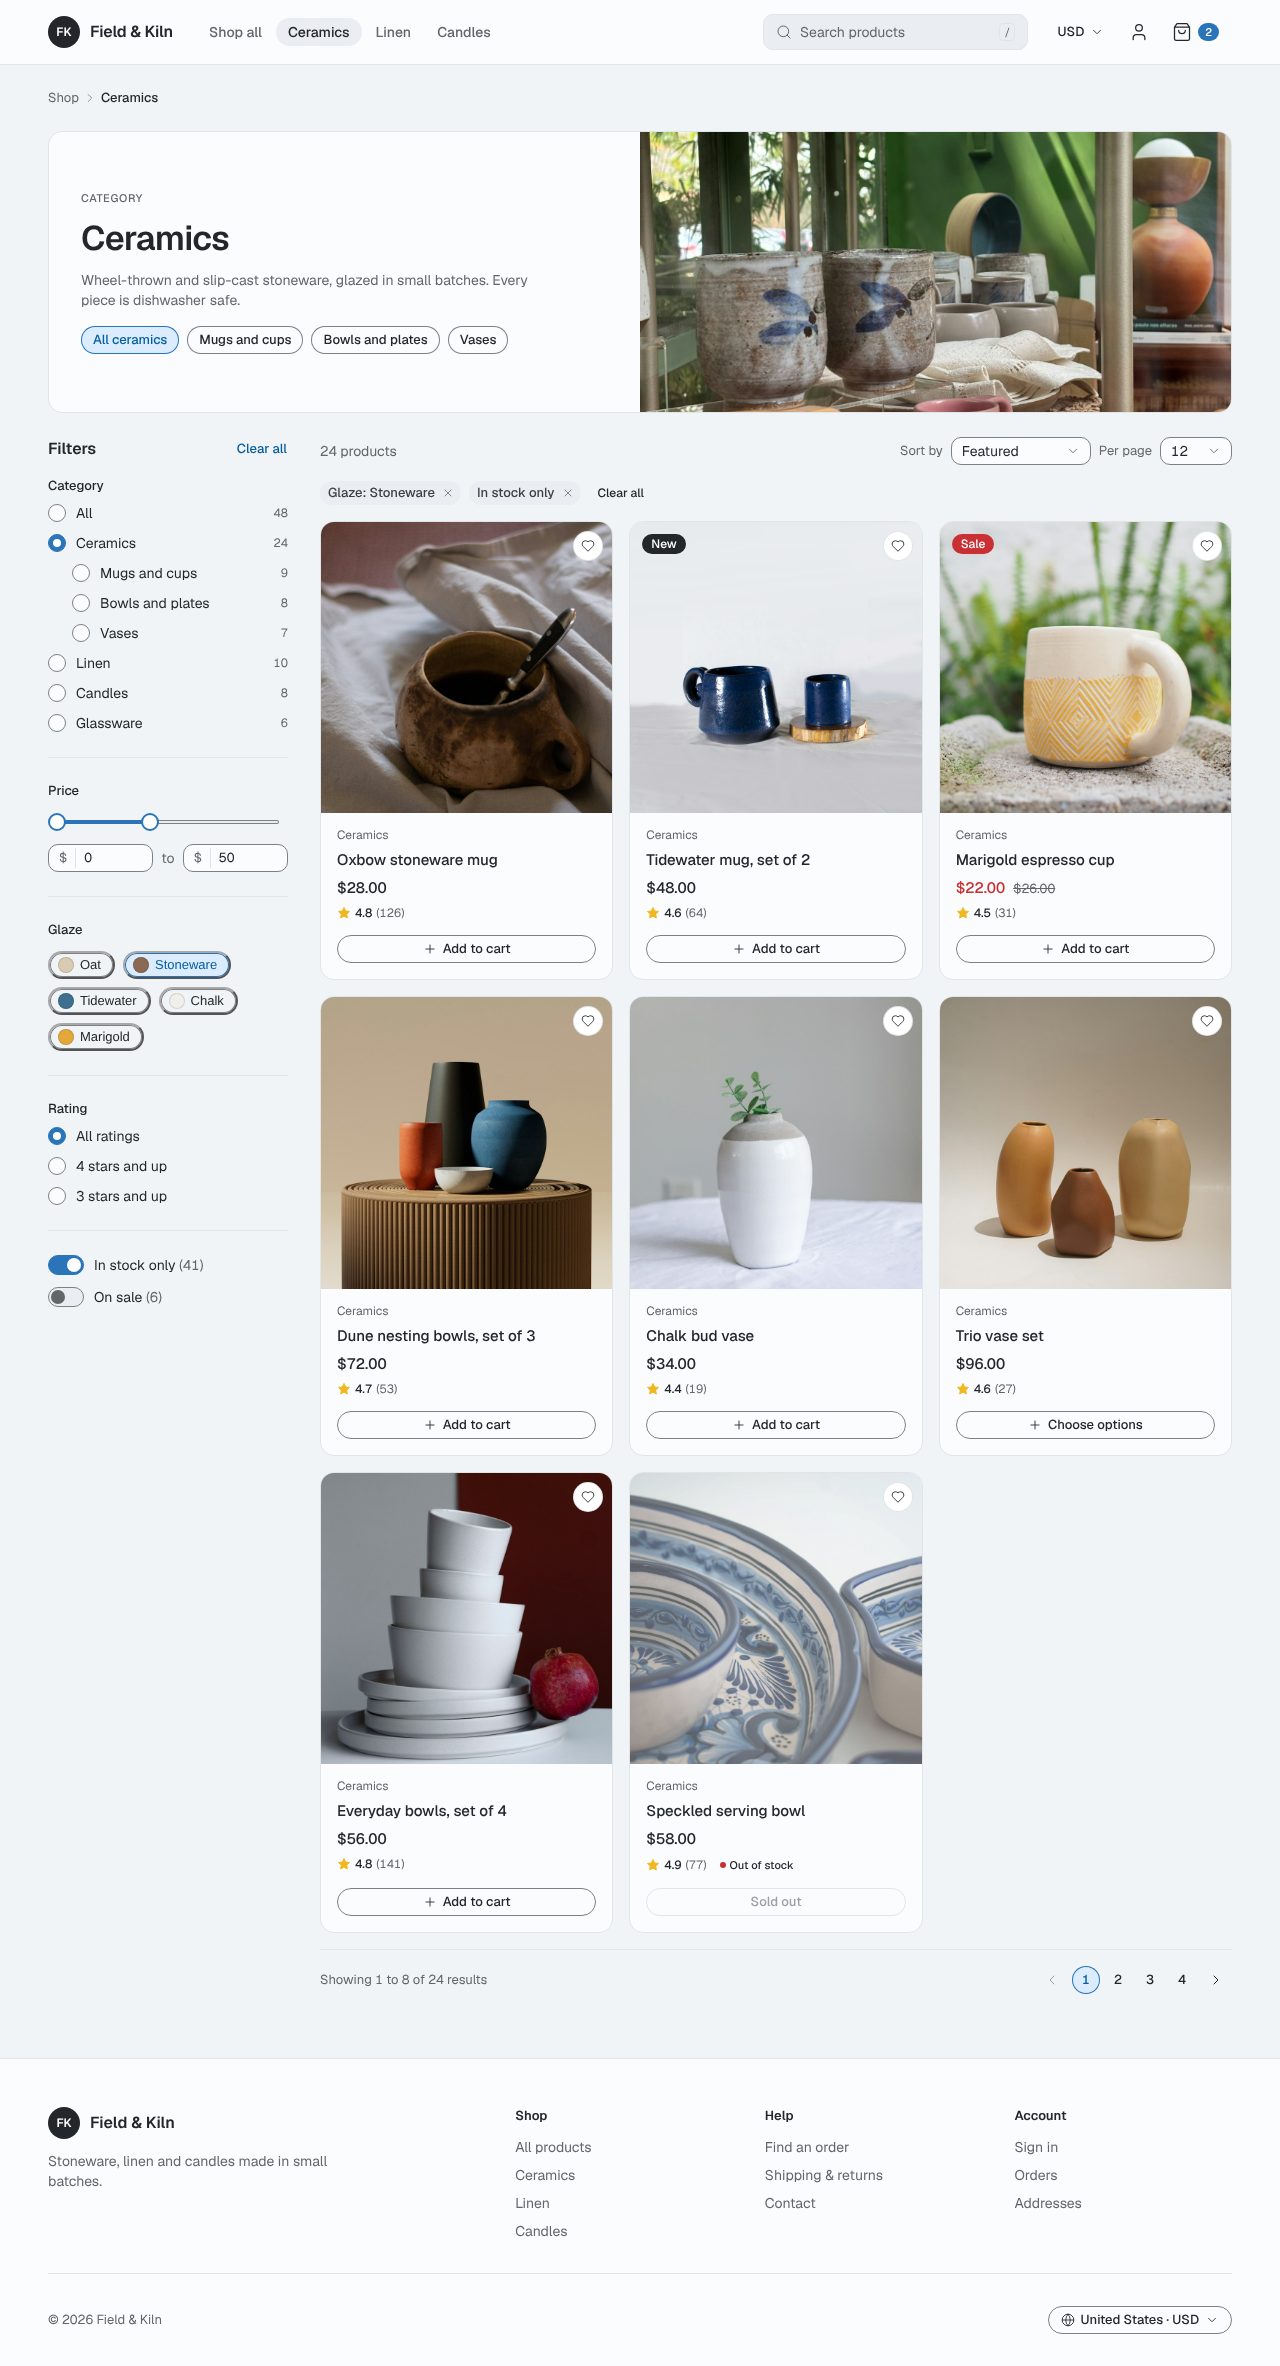 FK Field & Kiln Shop all Ceramics Linen Candles Search products / USD 2
Shop Ceramics
CATEGORY
Ceramics
Wheel-thrown and slip-cast stoneware, glazed in small batches. Every
piece is dishwasher safe.
All ceramics Mugs and cups Bowls and plates Vases
Filters Clear all
Category
All 48
Ceramics 24
Mugs and cups 9
Bowls and plates 8
Vases 7
Linen 10
Candles 8
Glassware 6
Price
$ 0 to $ 50
Glaze
Oat Stoneware
Tidewater Chalk
Marigold
Rating
All ratings
4 stars and up
3 stars and up
In stock only (41)
On sale (6)
24 products Sort by Featured Per page 12
Glaze: Stoneware In stock only Clear all
Ceramics
Oxbow stoneware mug
$28.00
4.8 (126)
Add to cart
New
Ceramics
Tidewater mug, set of 2
$48.00
4.6 (64)
Add to cart
Sale
Ceramics
Marigold espresso cup
$22.00 $26.00
4.5 (31)
Add to cart
Ceramics
Dune nesting bowls, set of 3
$72.00
4.7 (53)
Add to cart
Ceramics
Chalk bud vase
$34.00
4.4 (19)
Add to cart
Ceramics
Trio vase set
$96.00
4.6 (27)
Choose options
Ceramics
Everyday bowls, set of 4
$56.00
4.8 (141)
Add to cart
Ceramics
Speckled serving bowl
$58.00
4.9 (77) Out of stock
Sold out
Showing 1 to 8 of 24 results 1 2 3 4
FK Field & Kiln
Stoneware, linen and candles made in small
batches.
Shop
All products
Ceramics
Linen
Candles
Help
Find an order
Shipping & returns
Contact
Account
Sign in
Orders
Addresses
© 2026 Field & Kiln United States · USD